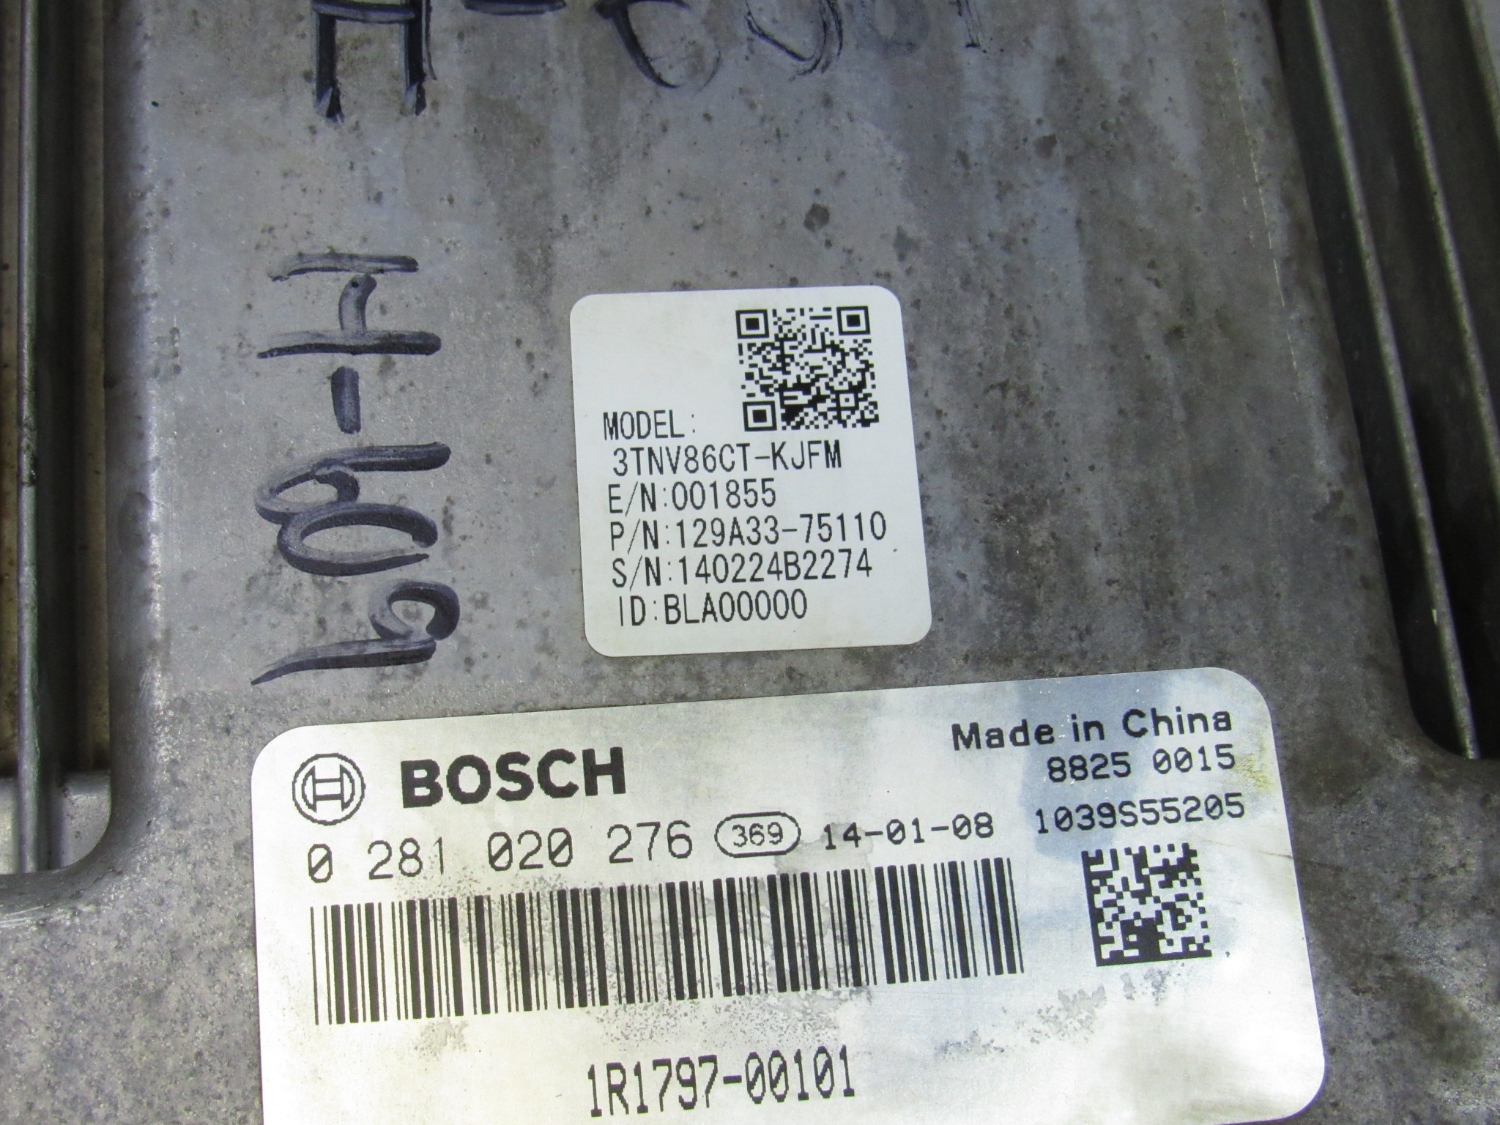 MODEL:
3TNV86CT-KJFM
E/N:001855
P/N:129A33-75110
S/N:140224B2274
ID:BLA00000
BOSCH
Made in China
8825 0015
0 281 020 276 369 14-01-08 1039S55205
1R1797-00101